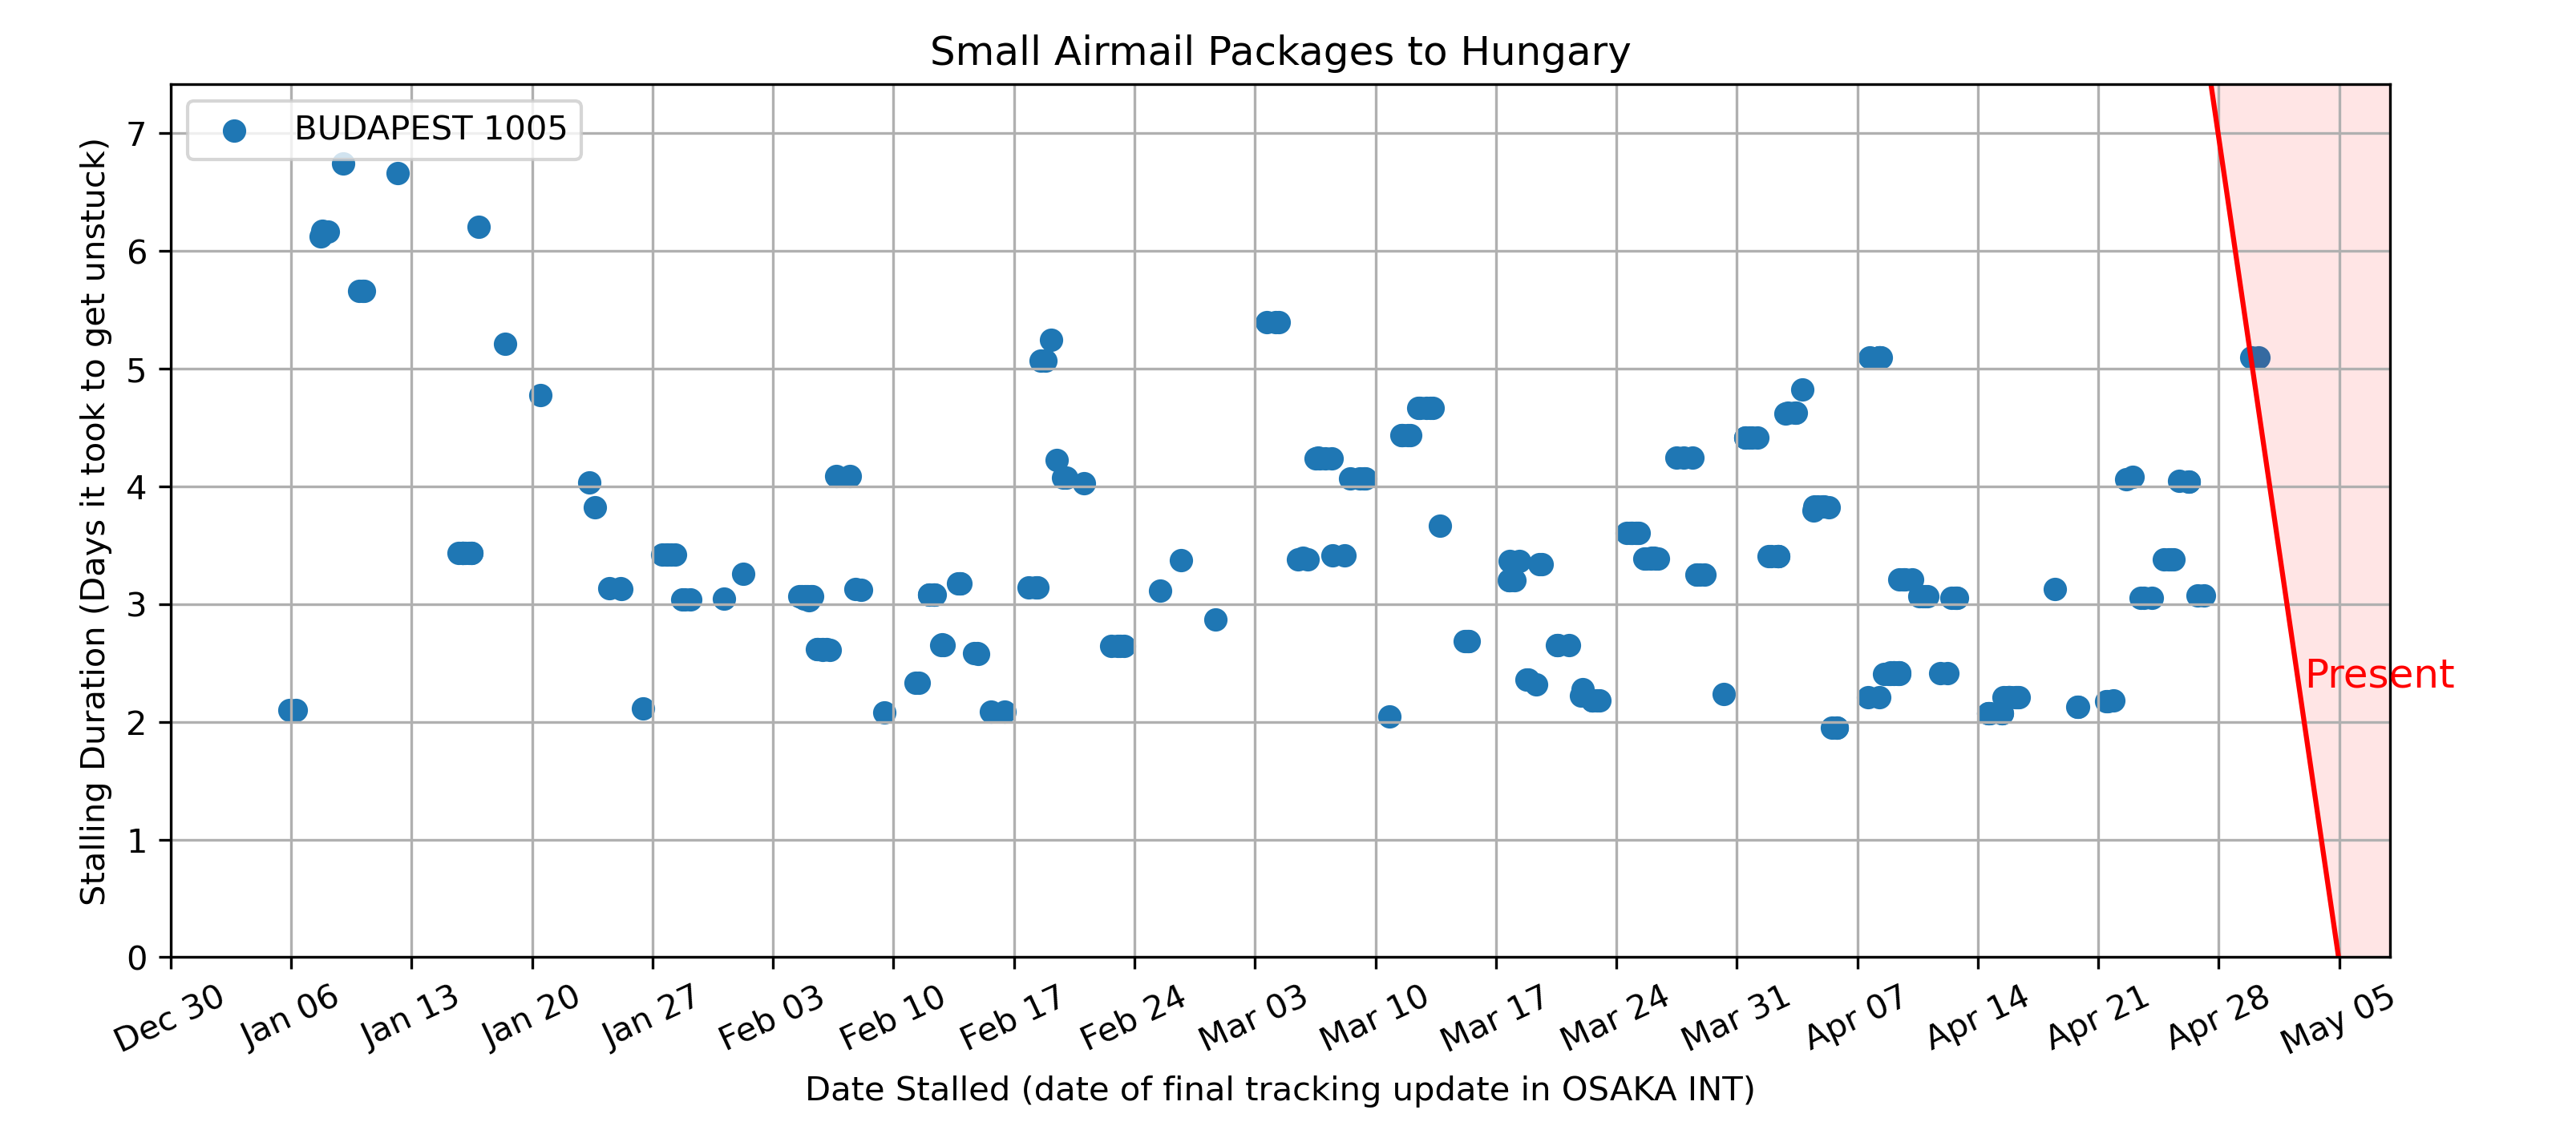 Small Airmail Packages to Hungary
BUDAPEST 1005
Stalling Duration (Days it took to get unstuck)
7
6
5
4
3
2
1
0
Present
Dec 30 Jan 06 Jan 13 Jan 20 Jan 27 Feb 03 Feb 10 Feb 17 Feb 24 Mar 03 Mar 10 Mar 17 Mar 24 Mar 31 Apr 07 Apr 14 Apr 21 Apr 28 May 05
Date Stalled (date of final tracking update in OSAKA INT)